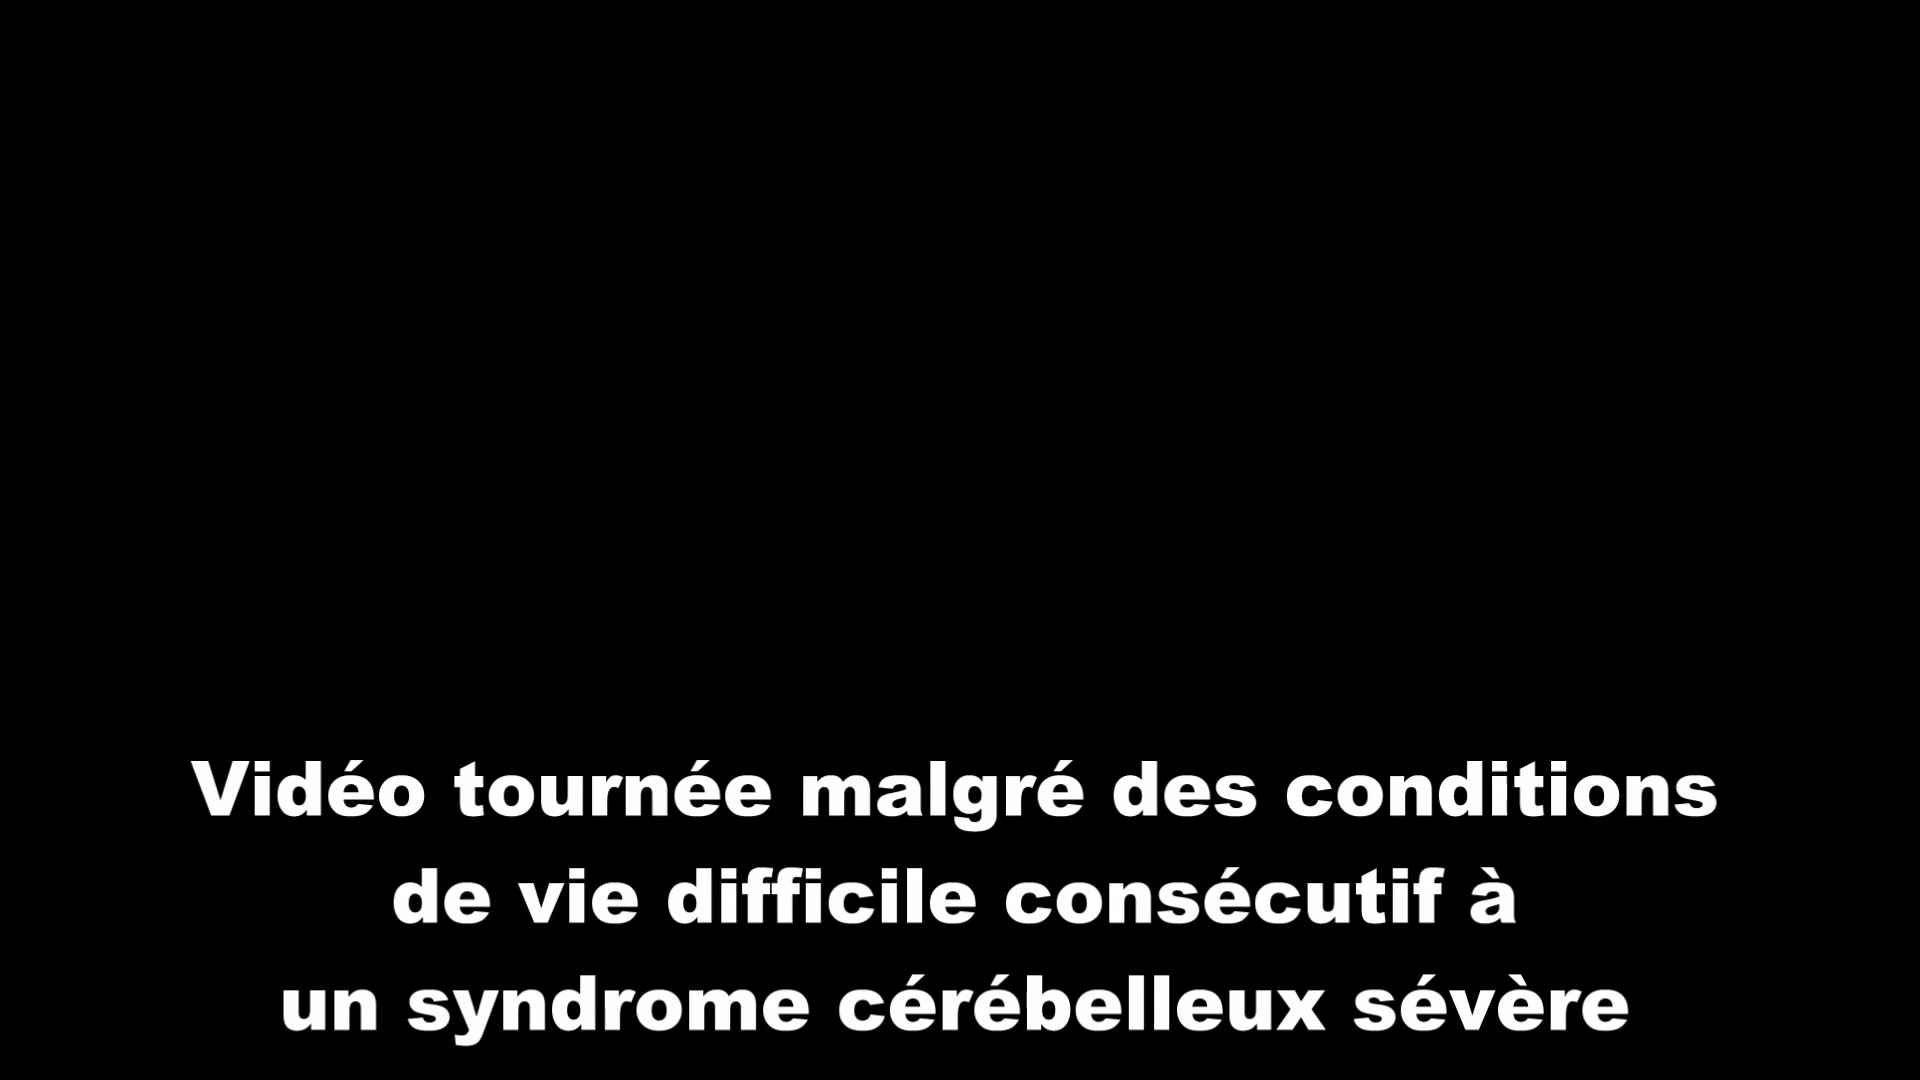 Vidéo tournée malgré des conditions
de vie difficile consécutif à
un syndrome cérébelleux sévère